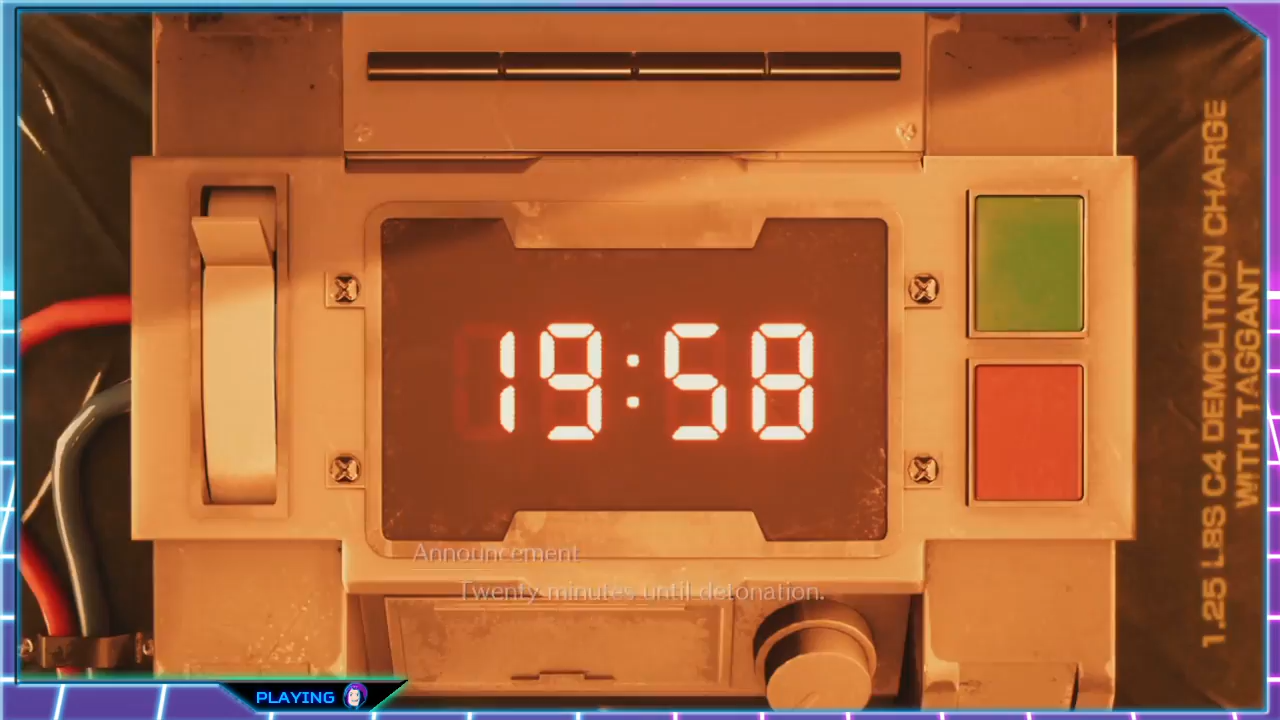 19:58
1.25 LBS C4 DEMOLITION CHARGE
WITH TAGGANT
Announcement
Twenty minutes until detonation.
PLAYING